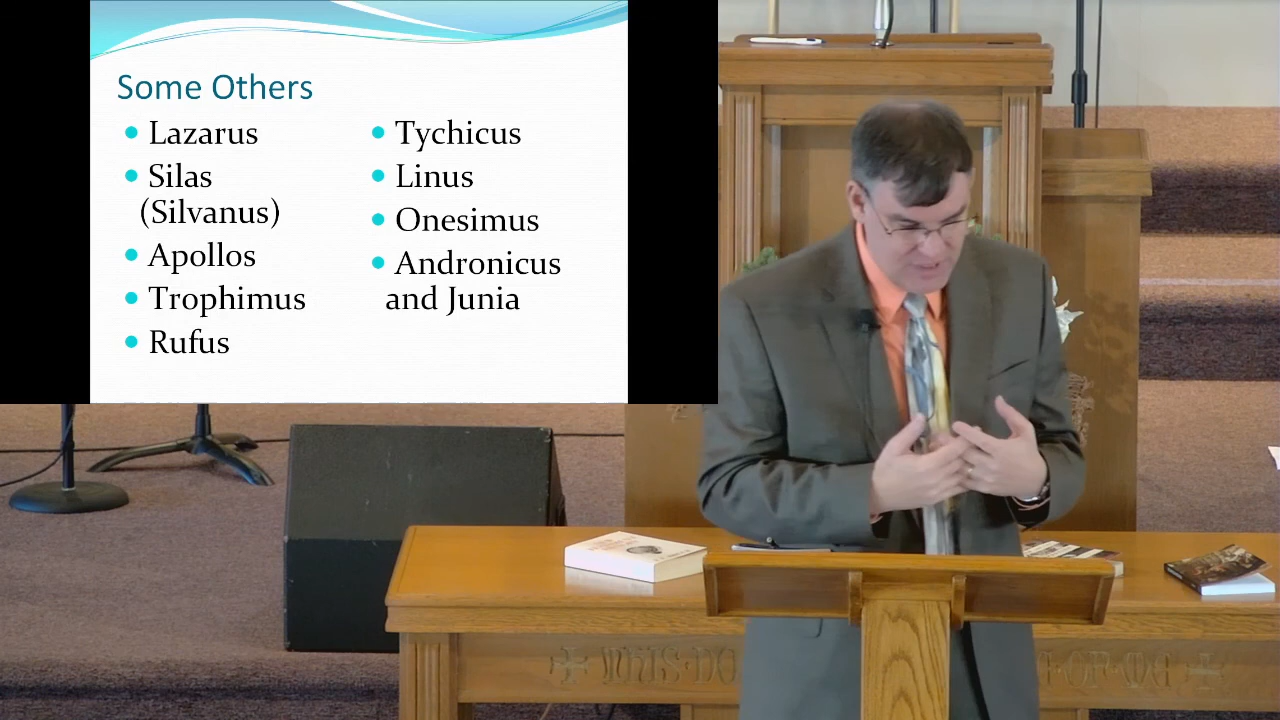 Some Others
• Lazarus
• Silas
(Silvanus)
• Apollos
• Trophimus
• Rufus
• Tychicus
• Linus
• Onesimus
• Andronicus
and Junia